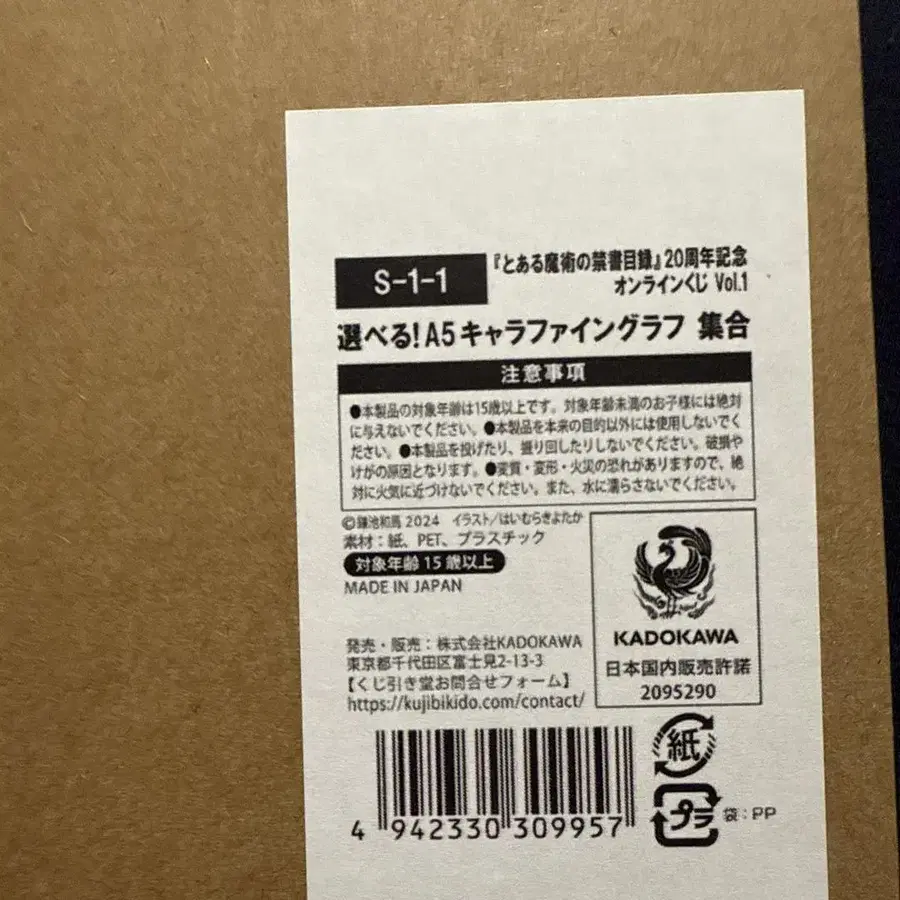 S-1-1
『とある魔術の禁書目録』20周年記念
オンラインくじ Vol.1
選べる！A5キャラファイングラフ 集合
注意事項
●本製品の対象年齢は15歳以上です。対象年齢未満のお子様には絶対
に与えないでください。●本製品を本来の目的以外には使用しないでく
ださい。●本製品を投げたり、振り回したりしないでください。破損や
けがの原因となります。●変質・変形・火災の恐れがありますので、絶
対に火気に近づけないでください。また、水に濡らさないでください。
©鎌池和馬 2024 イラスト/はいむらきよたか
素材：紙、PET、プラスチック
対象年齢 15 歳以上
MADE IN JAPAN
KADOKAWA
日本国内販売許諾
2095290
発売・販売：株式会社KADOKAWA
東京都千代田区富士見2-13-3
【くじ引き堂お問合せフォーム】
https://kujibikido.com/contact/
紙
プラ
袋：PP
4 942330 309957